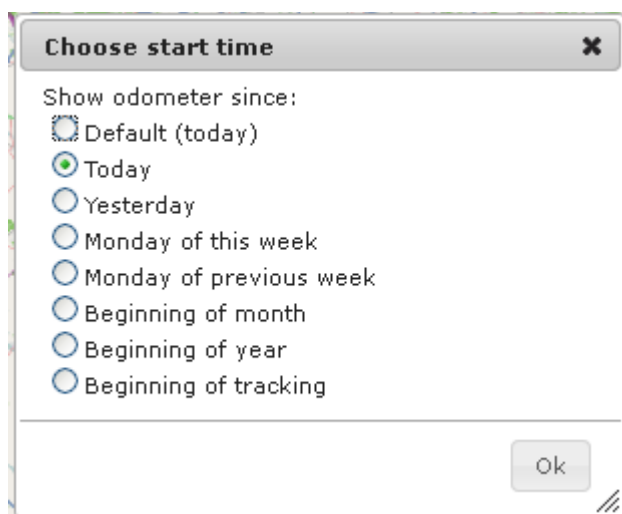 Choose start time
Show odometer since:
Default (today)
Today
Yesterday
Monday of this week
Monday of previous week
Beginning of month
Beginning of year
Beginning of tracking
Ok